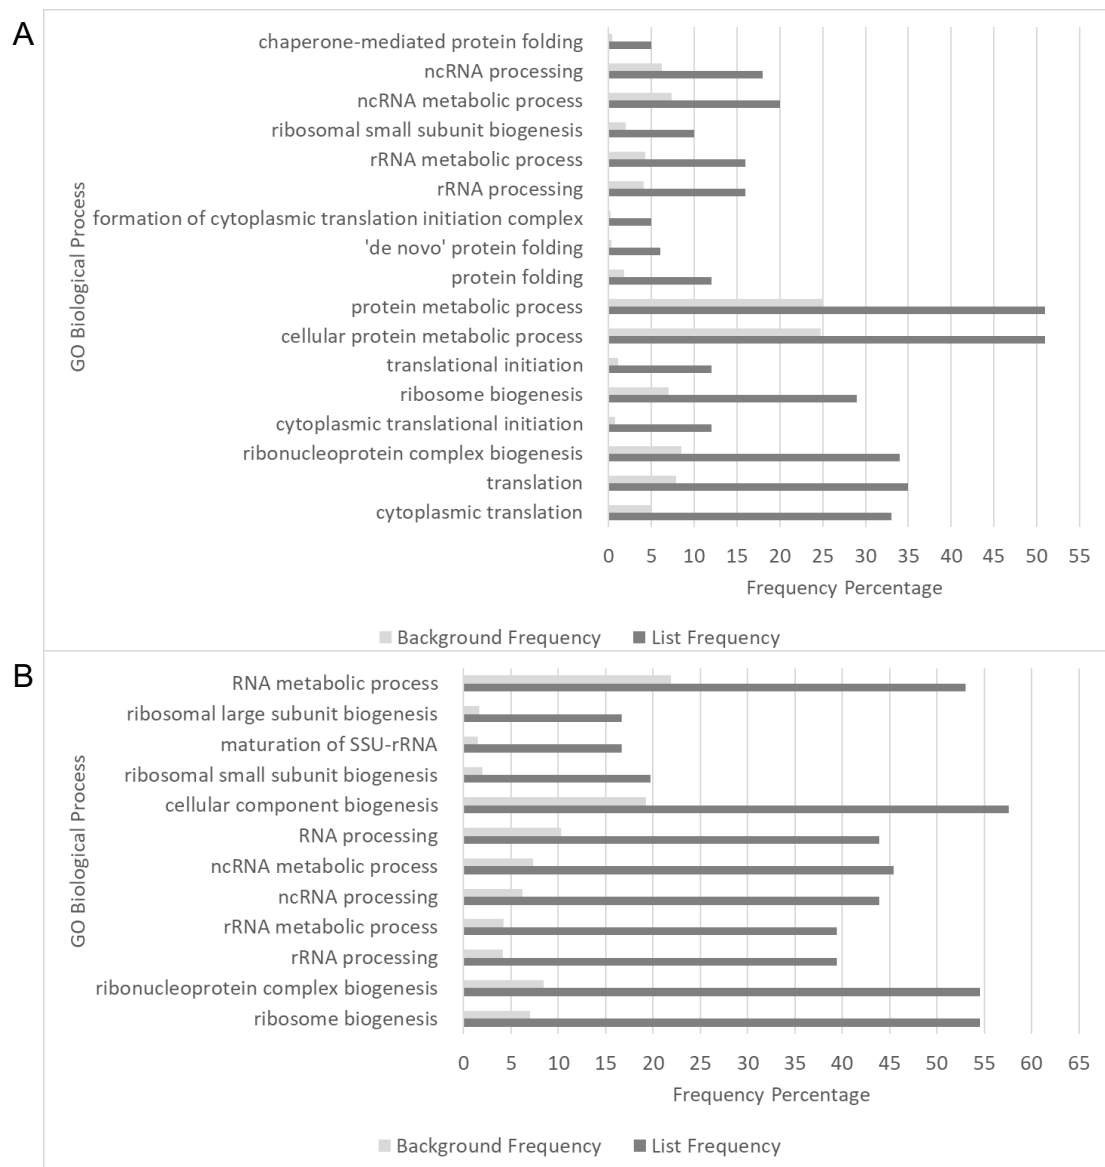 A
chaperone-mediated protein folding
ncRNA processing
ncRNA metabolic process
ribosomal small subunit biogenesis
rRNA metabolic process
rRNA processing
formation of cytoplasmic translation initiation complex
'de novo' protein folding
protein folding
protein metabolic process
cellular protein metabolic process
translational initiation
ribosome biogenesis
cytoplasmic translational initiation
ribonucleoprotein complex biogenesis
translation
cytoplasmic translation
GO Biological Process
0 5 10 15 20 25 30 35 40 45 50 55
Frequency Percentage
Background Frequency List Frequency
B
RNA metabolic process
ribosomal large subunit biogenesis
maturation of SSU-rRNA
ribosomal small subunit biogenesis
cellular component biogenesis
RNA processing
ncRNA metabolic process
ncRNA processing
rRNA metabolic process
rRNA processing
ribonucleoprotein complex biogenesis
ribosome biogenesis
GO Biological Process
0 5 10 15 20 25 30 35 40 45 50 55 60 65
Frequency Percentage
Background Frequency List Frequency